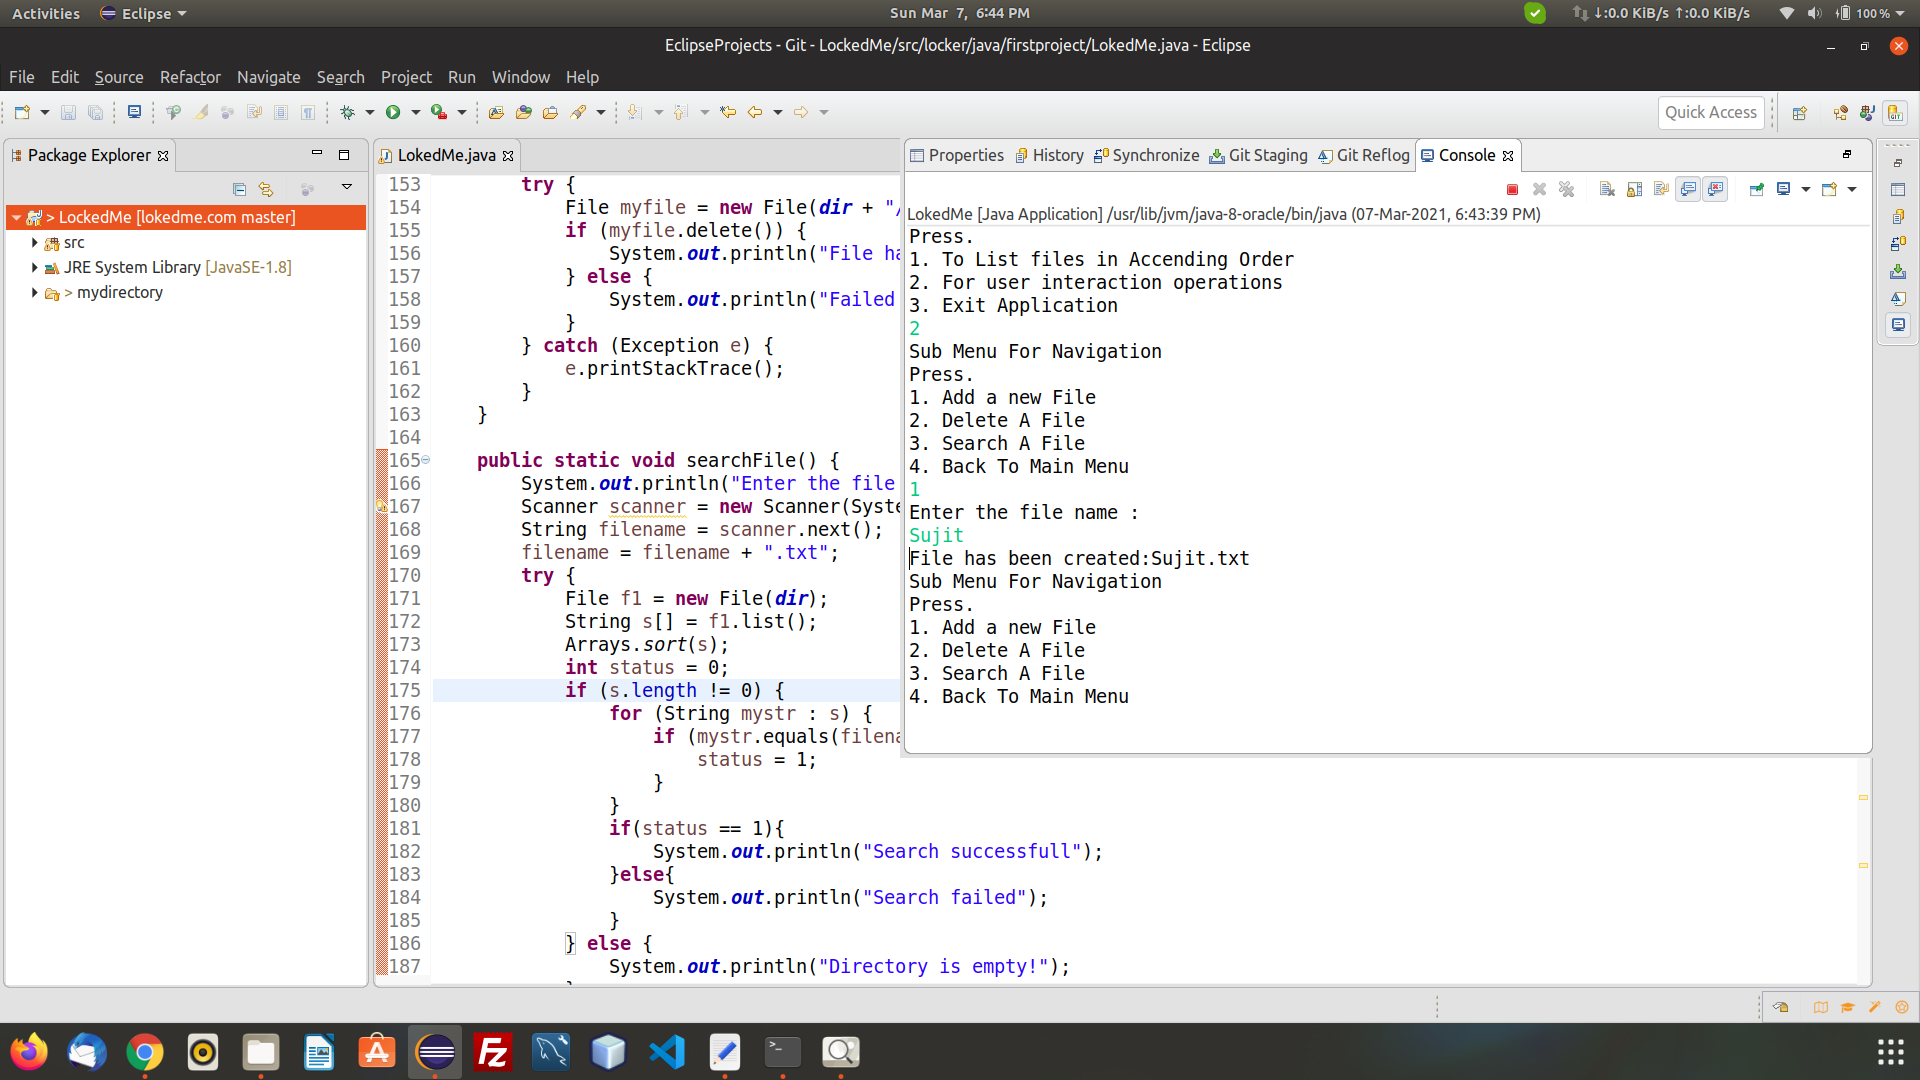 Activities Eclipse Sun Mar 7, 6:44 PM ↓:0.0 KiB/s ↑:0.0 KiB/s 100 %
EclipseProjects - Git - LockedMe/src/locker/java/firstproject/LokedMe.java - Eclipse
File Edit Source Refactor Navigate Search Project Run Window Help
Quick Access
GIT
Package Explorer
> LockedMe [lokedme.com master]
src
JRE System Library [JavaSE-1.8]
> mydirectory
LokedMe.java
153 try {
154 File myfile = new File(dir + "/
155 if (myfile.delete()) {
156 System.out.println("File ha
157 } else {
158 System.out.println("Failed
159 }
160 } catch (Exception e) {
161 e.printStackTrace();
162 }
163 }
164
165 public static void searchFile() {
166 System.out.println("Enter the file
167 Scanner scanner = new Scanner(Syste
168 String filename = scanner.next();
169 filename = filename + ".txt";
170 try {
171 File f1 = new File(dir);
172 String s[] = f1.list();
173 Arrays.sort(s);
174 int status = 0;
175 if (s.length != 0) {
176 for (String mystr : s) {
177 if (mystr.equals(filena
178 status = 1;
179 }
180 }
181 if(status == 1){
182 System.out.println("Search successfull");
183 }else{
184 System.out.println("Search failed");
185 }
186 } else {
187 System.out.println("Directory is empty!");
Properties History Synchronize Git Staging Git Reflog Console
LokedMe [Java Application] /usr/lib/jvm/java-8-oracle/bin/java (07-Mar-2021, 6:43:39 PM)
Press.
1. To List files in Accending Order
2. For user interaction operations
3. Exit Application
2
Sub Menu For Navigation
Press.
1. Add a new File
2. Delete A File
3. Search A File
4. Back To Main Menu
1
Enter the file name :
Sujit
File has been created:Sujit.txt
Sub Menu For Navigation
Press.
1. Add a new File
2. Delete A File
3. Search A File
4. Back To Main Menu
Fz